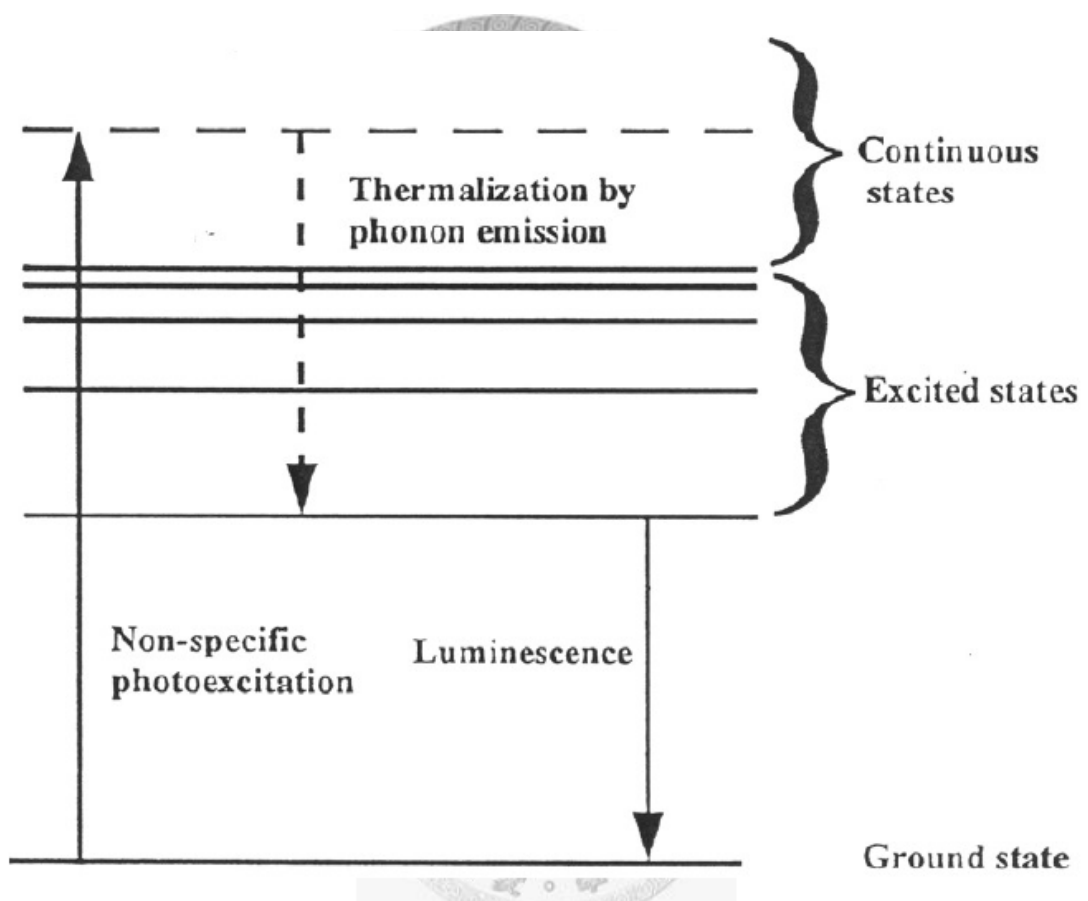 Continuous
states
Thermalization by
phonon emission
Excited states
Non-specific
photoexcitation
Luminescence
Ground state